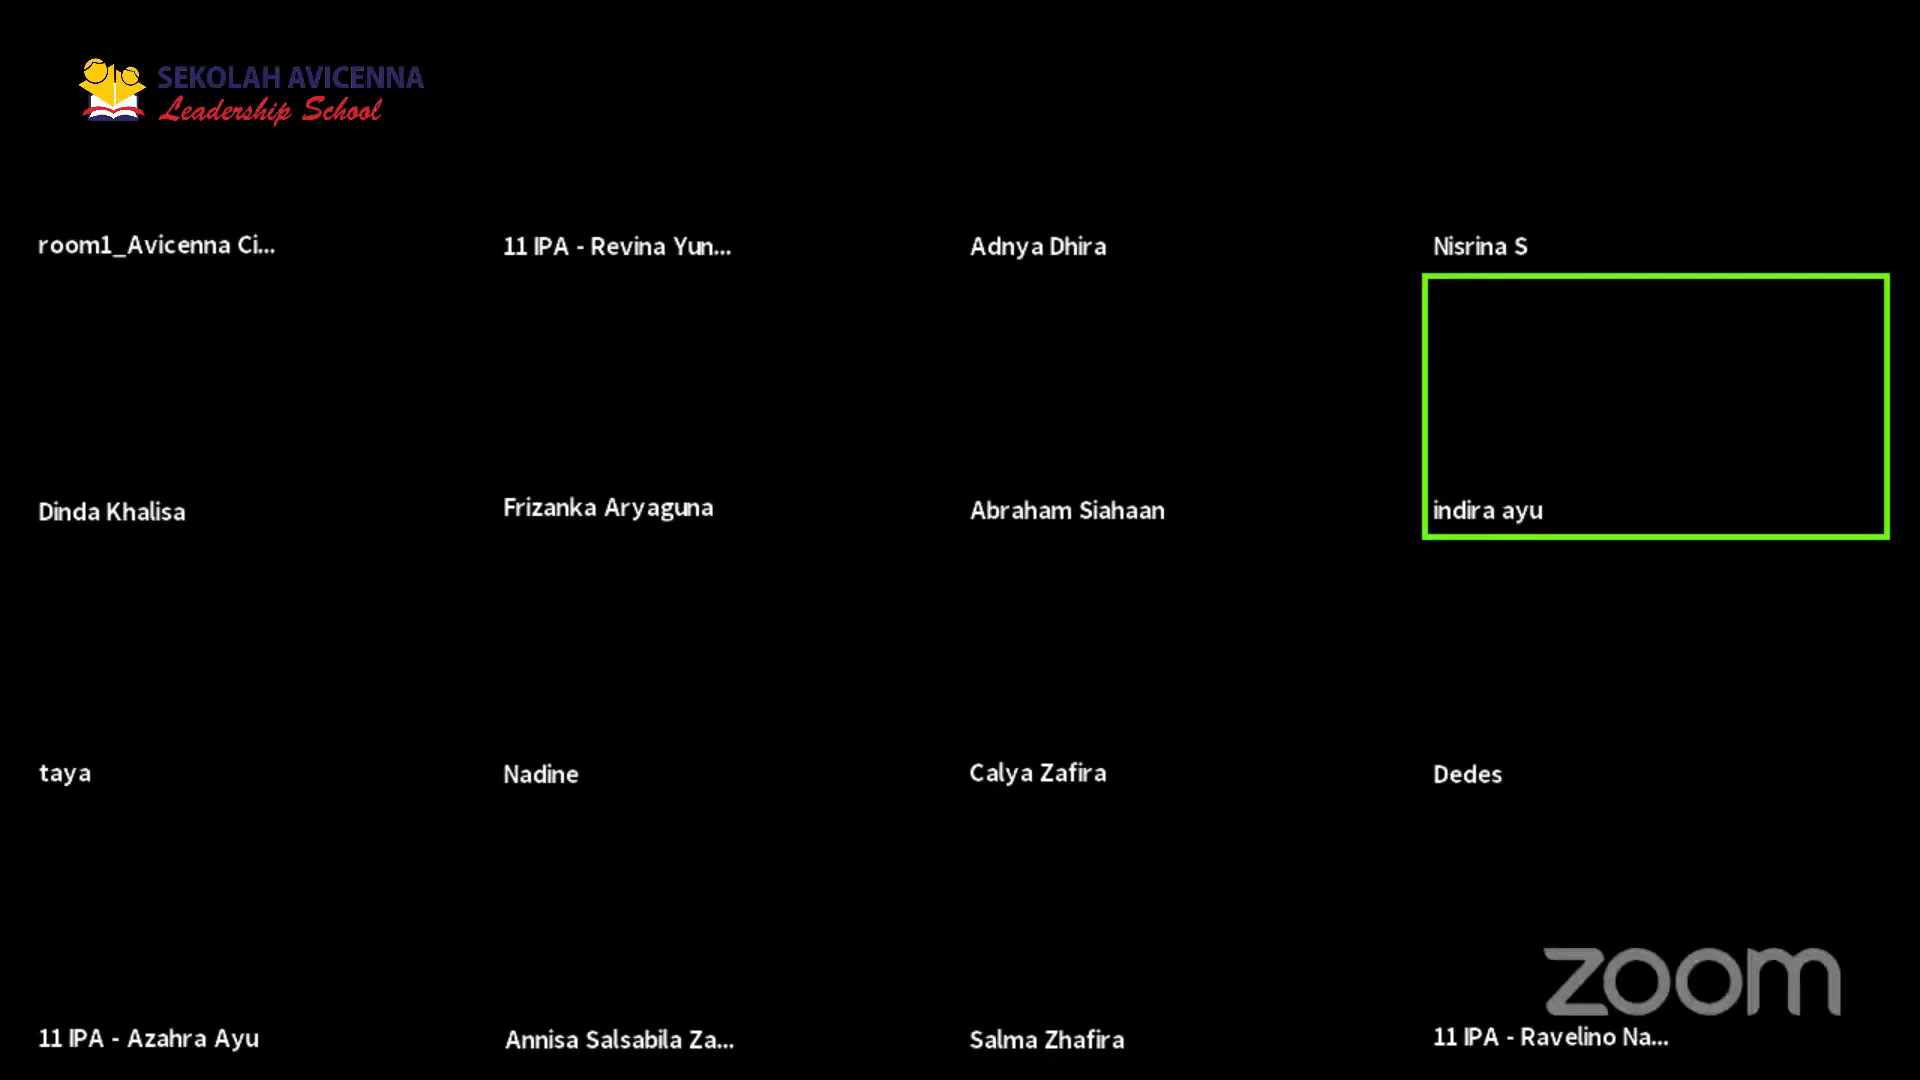 SEKOLAH AVICENNA
Leadership School
room1_Avicenna Ci...
11 IPA - Revina Yun...
Adnya Dhira
Nisrina S
Dinda Khalisa
Frizanka Aryaguna
Abraham Siahaan
indira ayu
taya
Nadine
Calya Zafira
Dedes
zoom
11 IPA - Azahra Ayu
Annisa Salsabila Za...
Salma Zhafira
11 IPA - Ravelino Na...